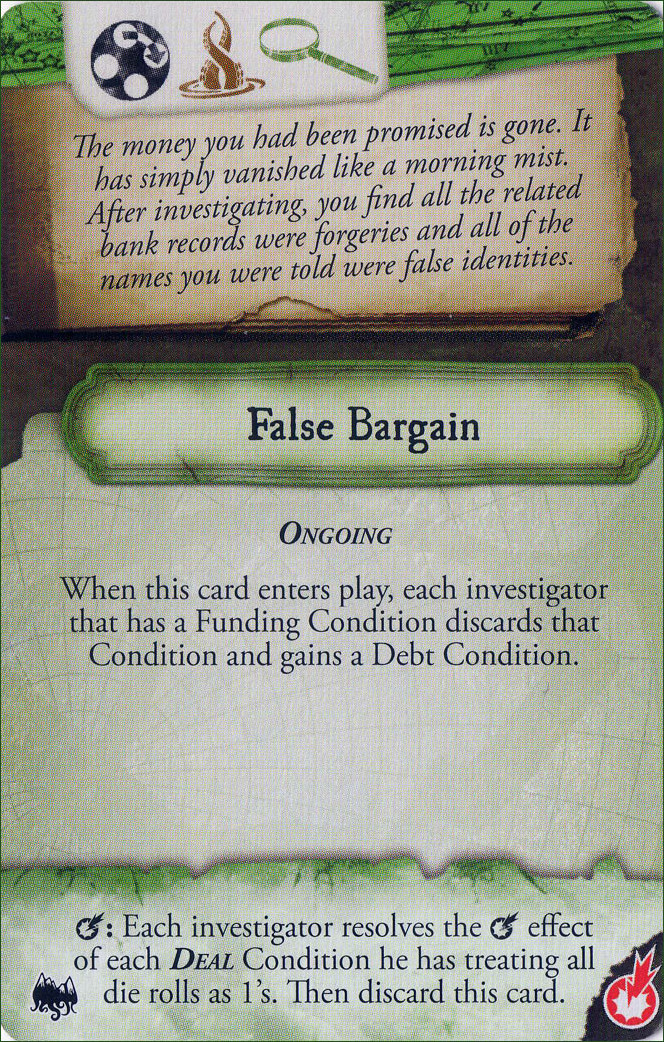 The money you had been promised is gone. It
has simply vanished like a morning mist.
After investigating, you find all the related
bank records were forgeries and all of the
names you were told were false identities.
False Bargain
Ongoing
When this card enters play, each investigator
that has a Funding Condition discards that
Condition and gains a Debt Condition.
: Each investigator resolves the effect
of each Deal Condition he has treating all
die rolls as 1's. Then discard this card.